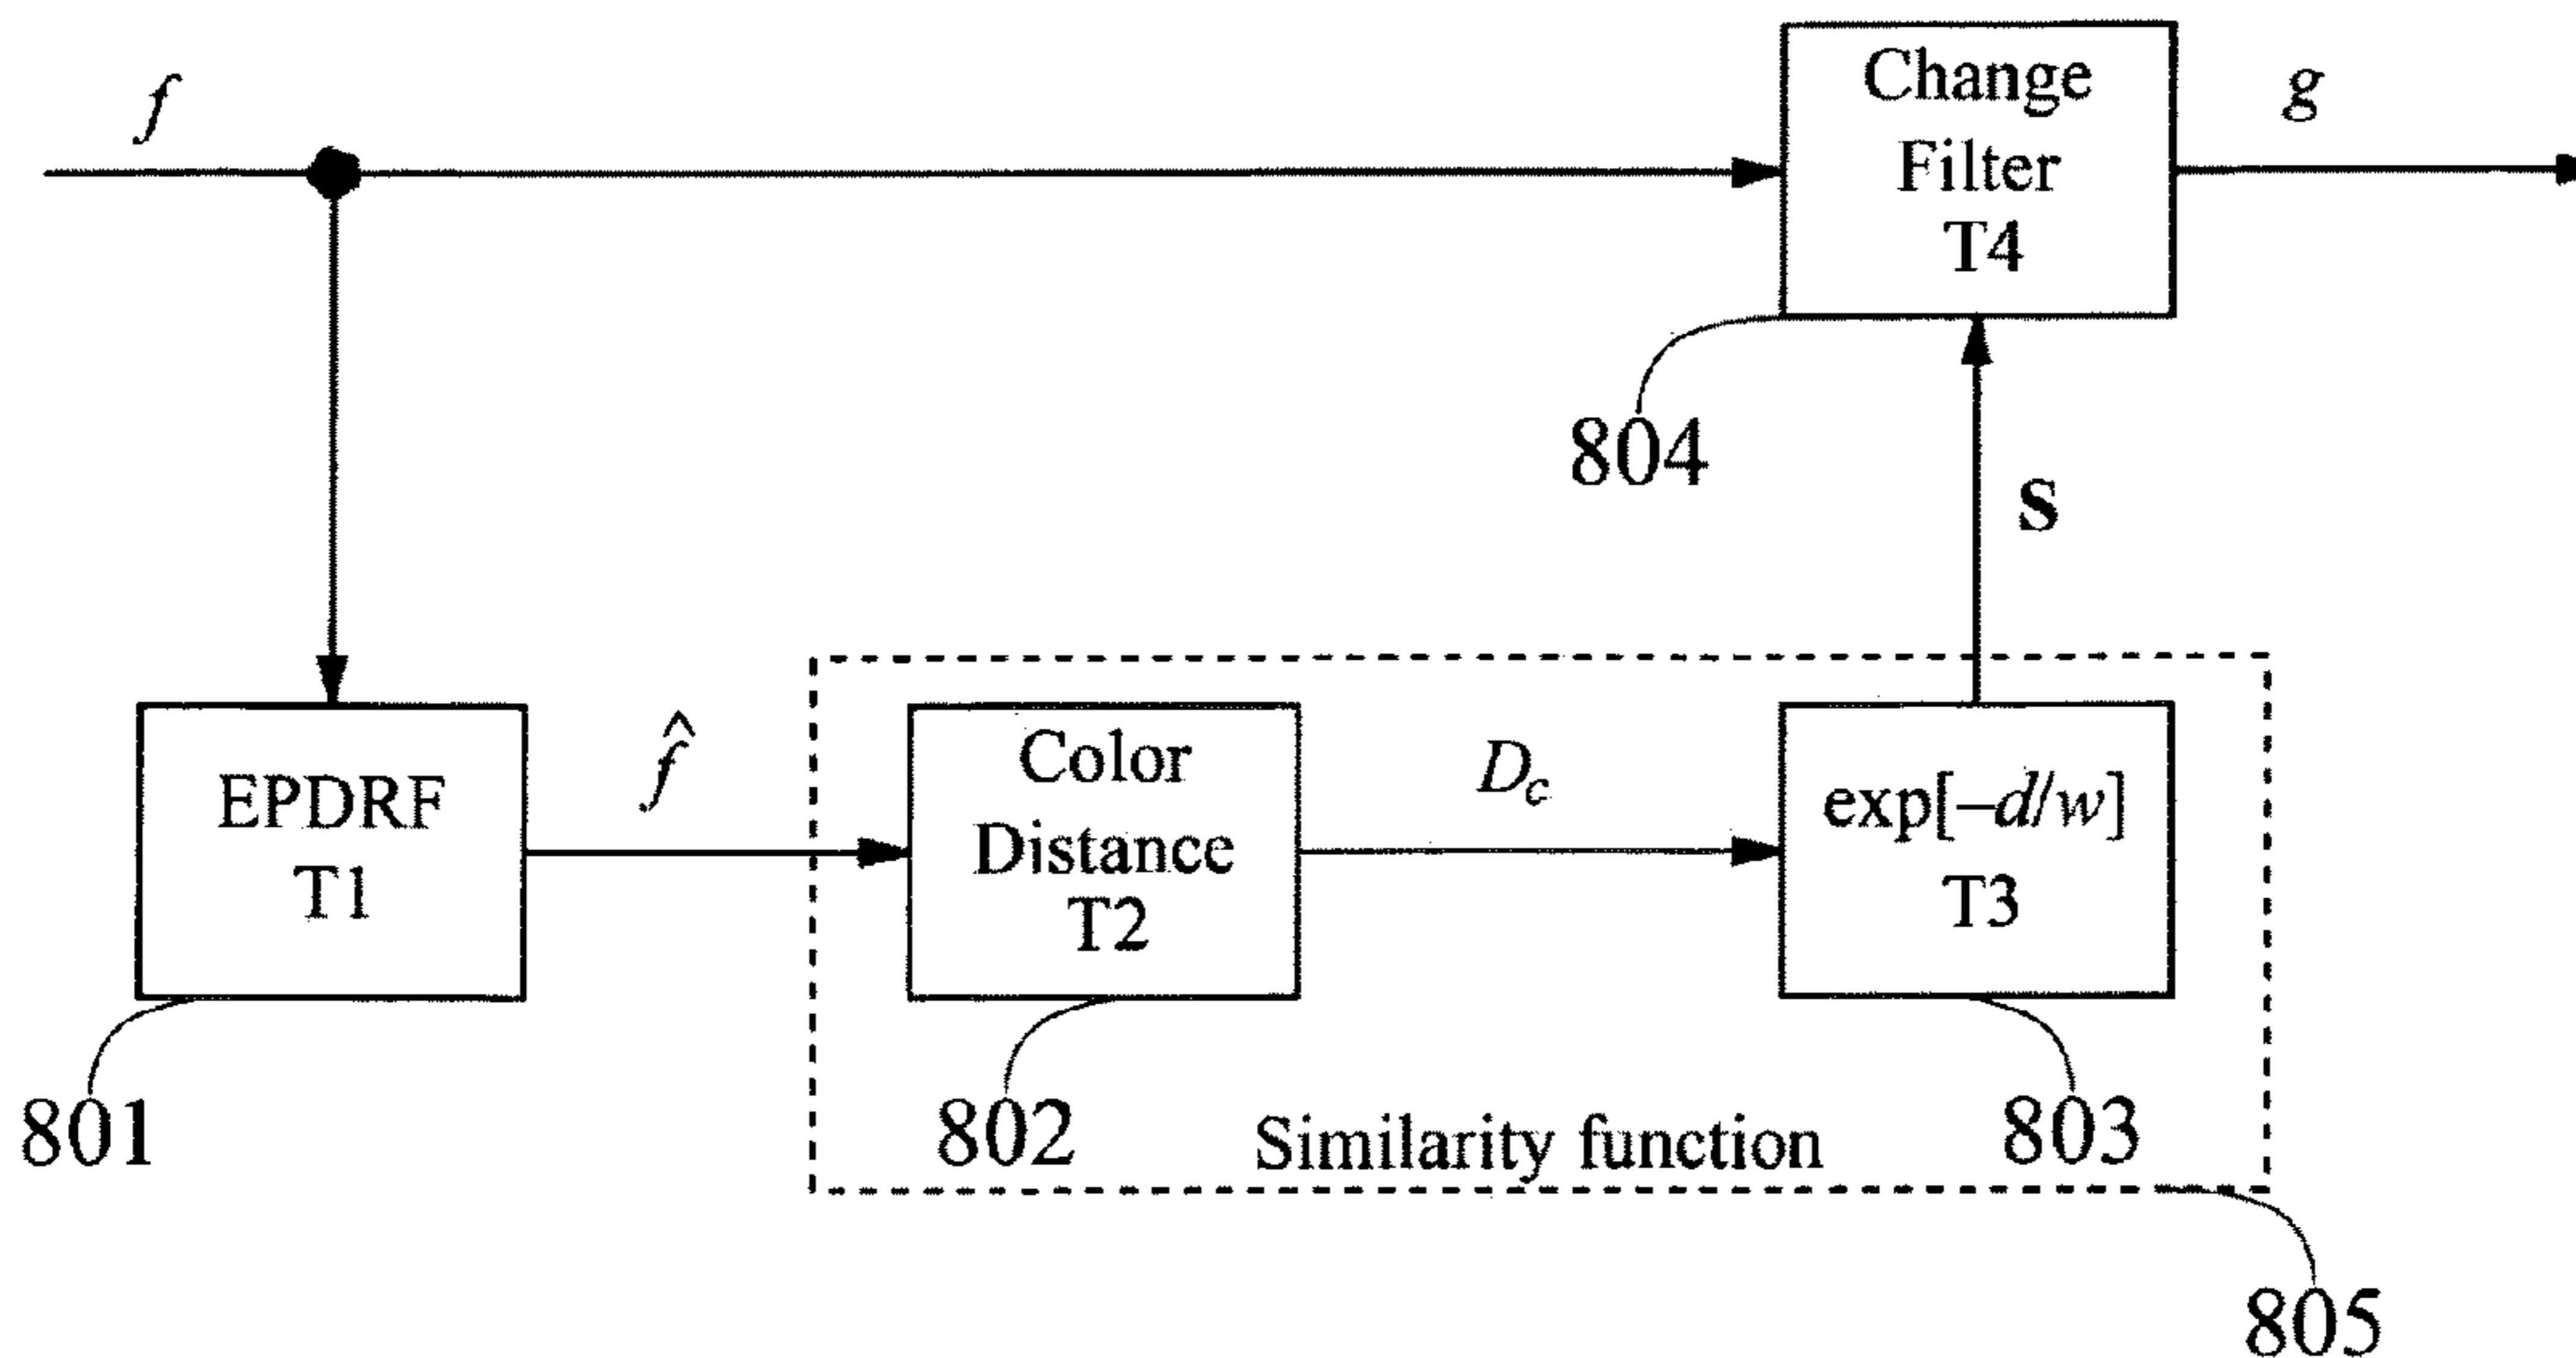 f
Change
Filter
T4
g
804
S
EPDRF
T1
f̂
Color
Distance
T2
D_c
exp[–d/w]
T3
801
802
Similarity function
803
805